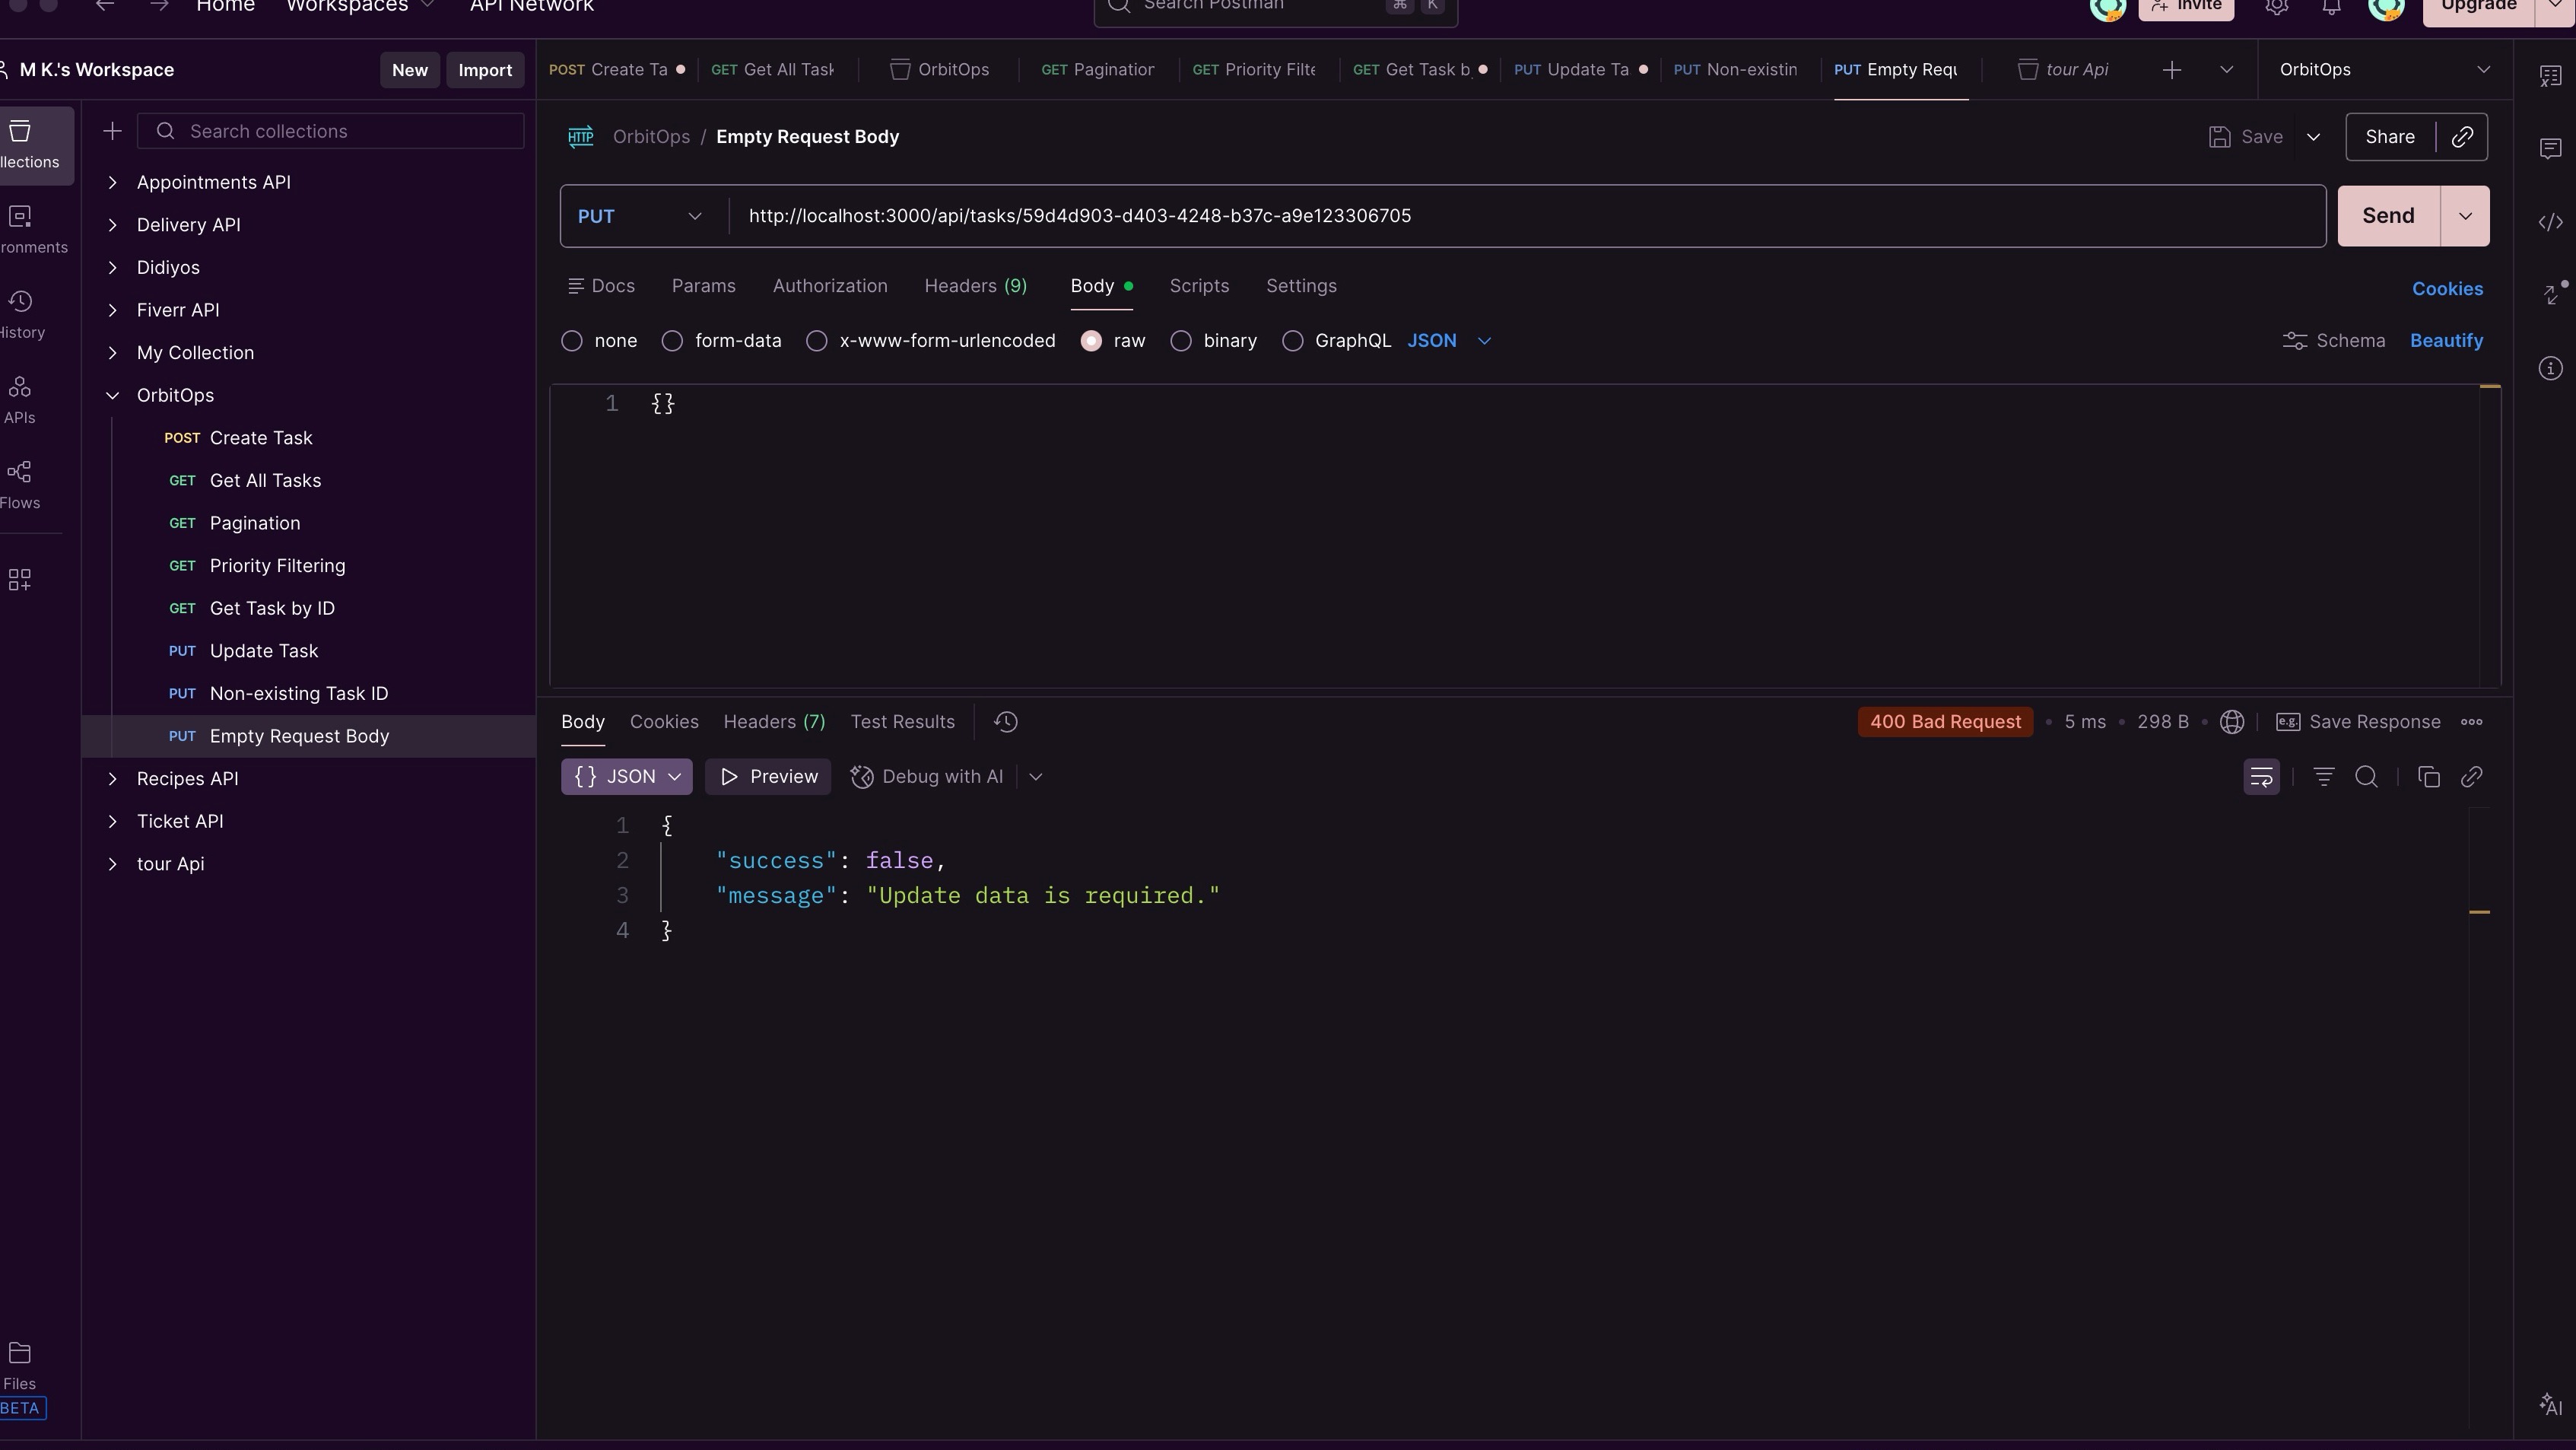 Home Workspaces API Network
Search Postman ⌘ K
Invite
Upgrade
M K.'s Workspace
New
Import
POST Create Ta
GET Get All Task
OrbitOps
GET Pagination
GET Priority Filte
GET Get Task b
PUT Update Ta
PUT Non-existin
PUT Empty Requ
tour Api
OrbitOps
llections
ronments
History
APIs
Flows
Files
BETA
Search collections
Appointments API
Delivery API
Didiyos
Fiverr API
My Collection
OrbitOps
POST Create Task
GET Get All Tasks
GET Pagination
GET Priority Filtering
GET Get Task by ID
PUT Update Task
PUT Non-existing Task ID
PUT Empty Request Body
Recipes API
Ticket API
tour Api
HTTP OrbitOps / Empty Request Body
Save
Share
PUT http://localhost:3000/api/tasks/59d4d903-d403-4248-b37c-a9e123306705
Send
Docs Params Authorization Headers (9) Body Scripts Settings
Cookies
none form-data x-www-form-urlencoded raw binary GraphQL JSON
Schema Beautify
1 {}
Body Cookies Headers (7) Test Results
400 Bad Request • 5 ms • 298 B •
e.g. Save Response
{} JSON Preview Debug with AI
1 {
2 "success": false,
3 "message": "Update data is required."
4 }
AI